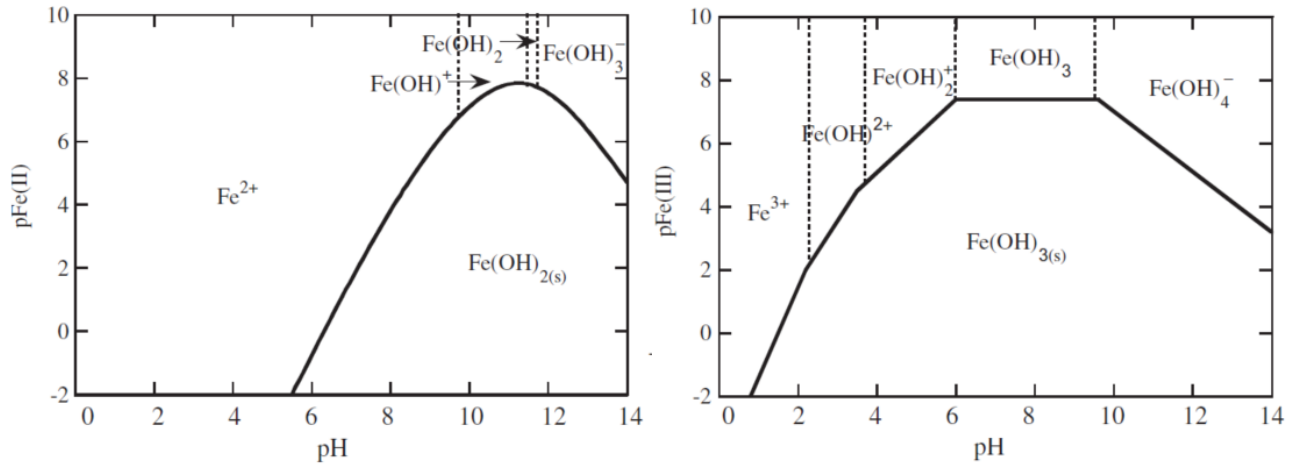 10
8
6
4
2
0
-2
pFe(II)
Fe(OH)₂
Fe(OH)₃⁻
Fe(OH)⁺
Fe²⁺
Fe(OH)₂₍ₛ₎
0 2 4 6 8 10 12 14
pH
10
8
6
4
2
0
-2
pFe(III)
Fe(OH)₂⁺
Fe(OH)₃
Fe(OH)₄⁻
Fe(OH)²⁺
Fe³⁺
Fe(OH)₃₍ₛ₎
0 2 4 6 8 10 12 14
pH